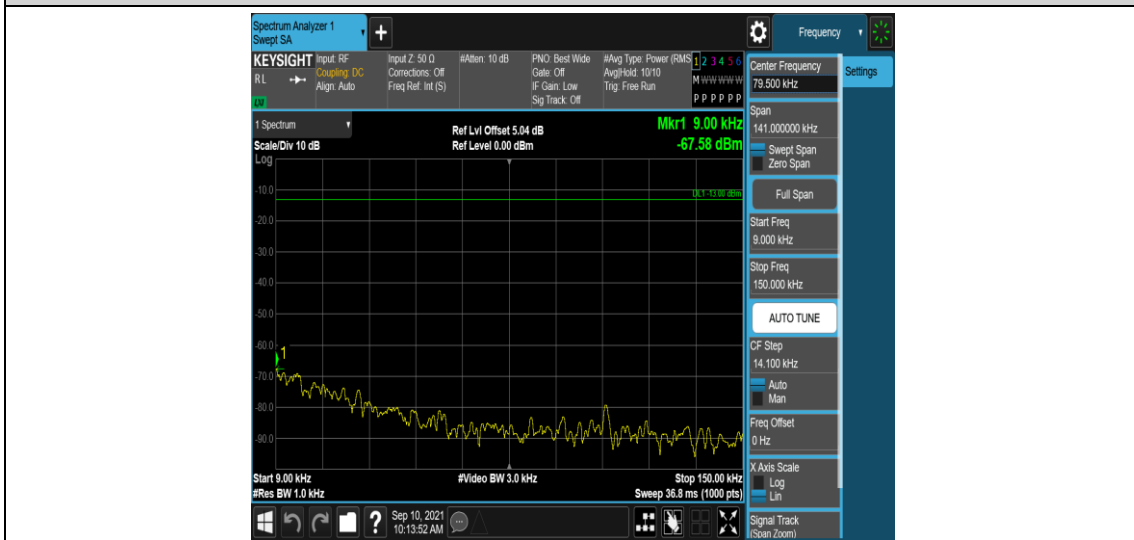 Spectrum Analyzer 1
Swept SA
+
Frequency
KEYSIGHT
RL
LNI
Input: RF
Coupling: DC
Align: Auto
Input Z: 50 Ω
Corrections: Off
Freq Ref: Int (S)
#Atten: 10 dB
PNO: Best Wide
Gate: Off
IF Gain: Low
Sig Track: Off
#Avg Type: Power (RMS
Avg|Hold: 10/10
Trig: Free Run
1 2 3 4 5 6
M W W W W W
P P P P P P
1 Spectrum
Scale/Div 10 dB
Log
Ref Lvl Offset 5.04 dB
Ref Level 0.00 dBm
Mkr1 9.00 kHz
-67.58 dBm
DL1 -13.00 dBm
-10.0
-20.0
-30.0
-40.0
-50.0
-60.0
1
-70.0
-80.0
-90.0
Start 9.00 kHz
#Video BW 3.0 kHz
Stop 150.00 kHz
#Res BW 1.0 kHz
Sweep 36.8 ms (1000 pts)
Center Frequency
79.500 kHz
Settings
Span
141.000000 kHz
Swept Span
Zero Span
Full Span
Start Freq
9.000 kHz
Stop Freq
150.000 kHz
AUTO TUNE
CF Step
14.100 kHz
Auto
Man
Freq Offset
0 Hz
X Axis Scale
Log
Lin
Signal Track
(Span Zoom)
?
Sep 10, 2021
10:13:52 AM